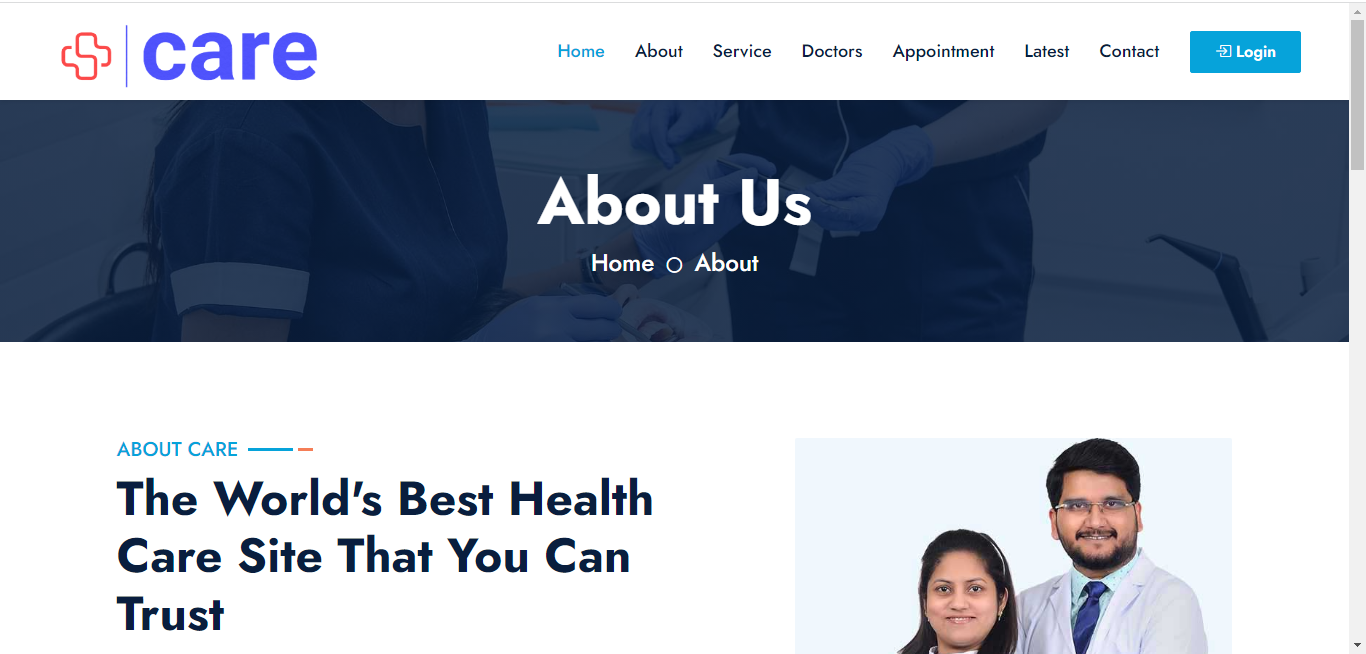 care
Home About Service Doctors Appointment Latest Contact Login
About Us
Home About
ABOUT CARE
The World's Best Health
Care Site That You Can
Trust